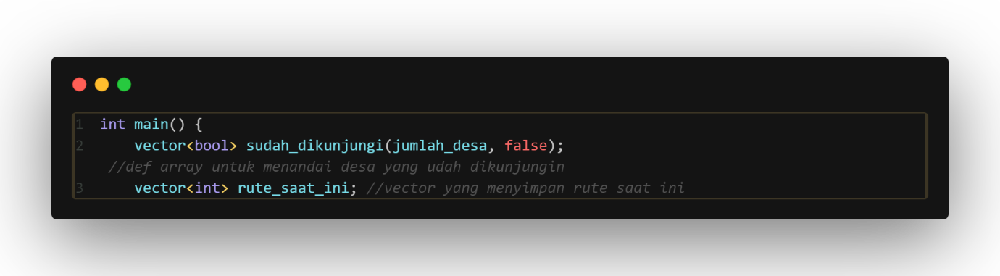 1 int main() {
2 vector<bool> sudah_dikunjungi(jumlah_desa, false);
//def array untuk menandai desa yang udah dikunjungin
3 vector<int> rute_saat_ini; //vector yang menyimpan rute saat ini